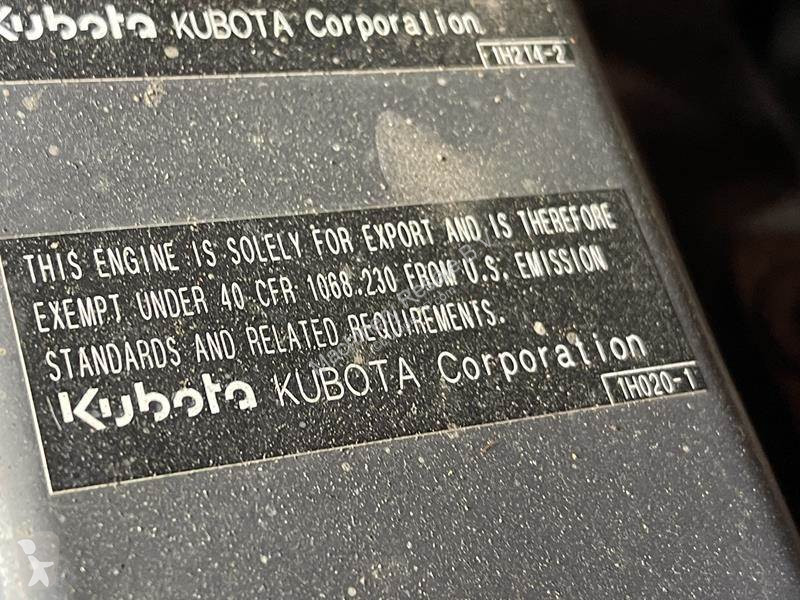 Kubota KUBOTA Corporation
1H214-2
THIS ENGINE IS SOLELY FOR EXPORT AND IS THEREFORE
EXEMPT UNDER 40 CFR 1068.230 FROM U.S. EMISSION
STANDARDS AND RELATED REQUIREMENTS.
Kubota KUBOTA Corporation
1H020-1